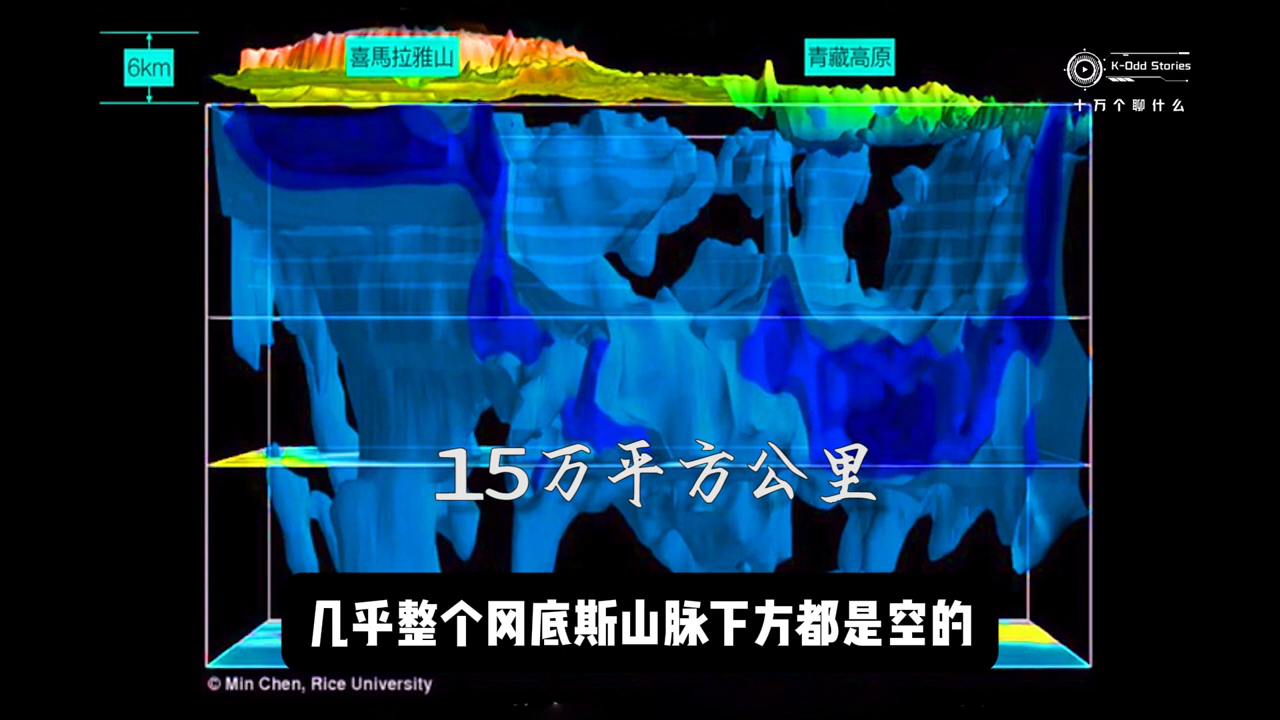 喜馬拉雅山
青藏高原
6km
K-Odd Stories
十万个聊什么
15万平方公里
几乎整个冈底斯山脉下方都是空的
© Min Chen, Rice University